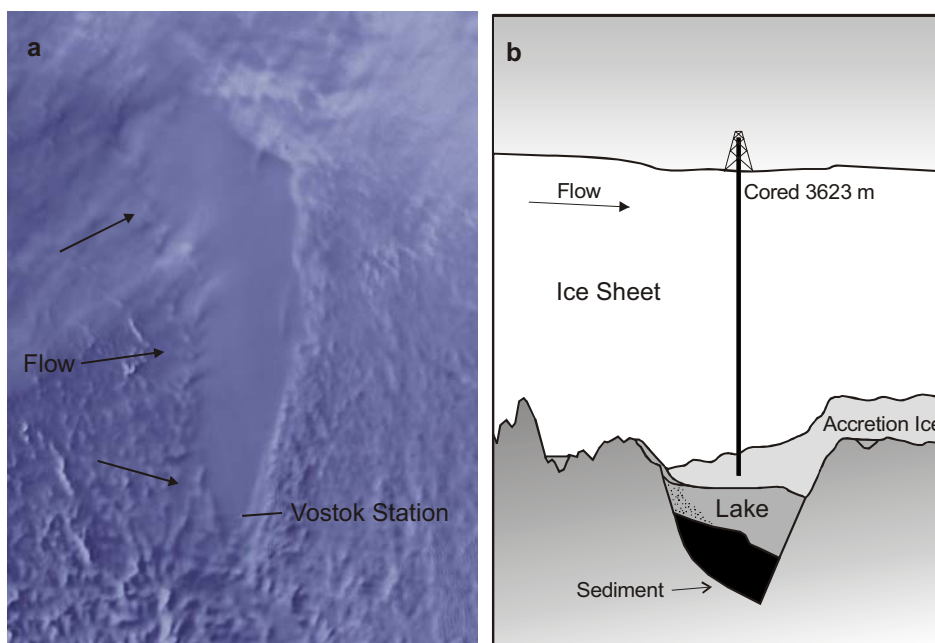 a
Flow
Vostok Station
b
Cored 3623 m
Flow
Ice Sheet
Accretion Ice
Lake
Sediment